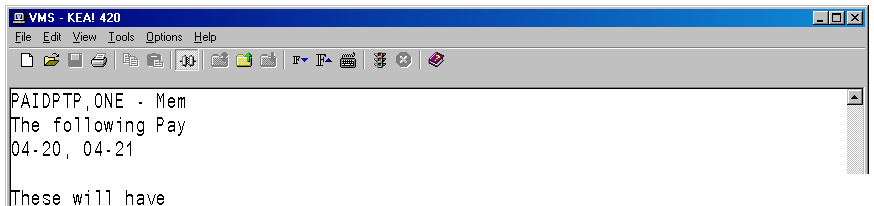 VMS - KEA! 420
File Edit View Tools Options Help
PAIDPTP,ONE - Mem
The following Pay
04-20, 04-21
These will have